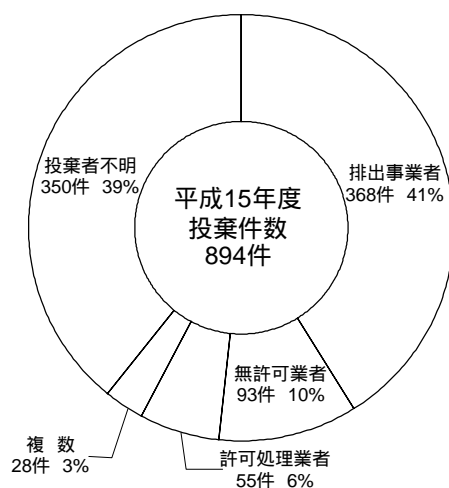 平成15年度
投棄件数
894件
排出事業者
368件 41%
無許可業者
93件 10%
許可処理業者
55件 6%
複 数
28件 3%
投棄者不明
350件 39%